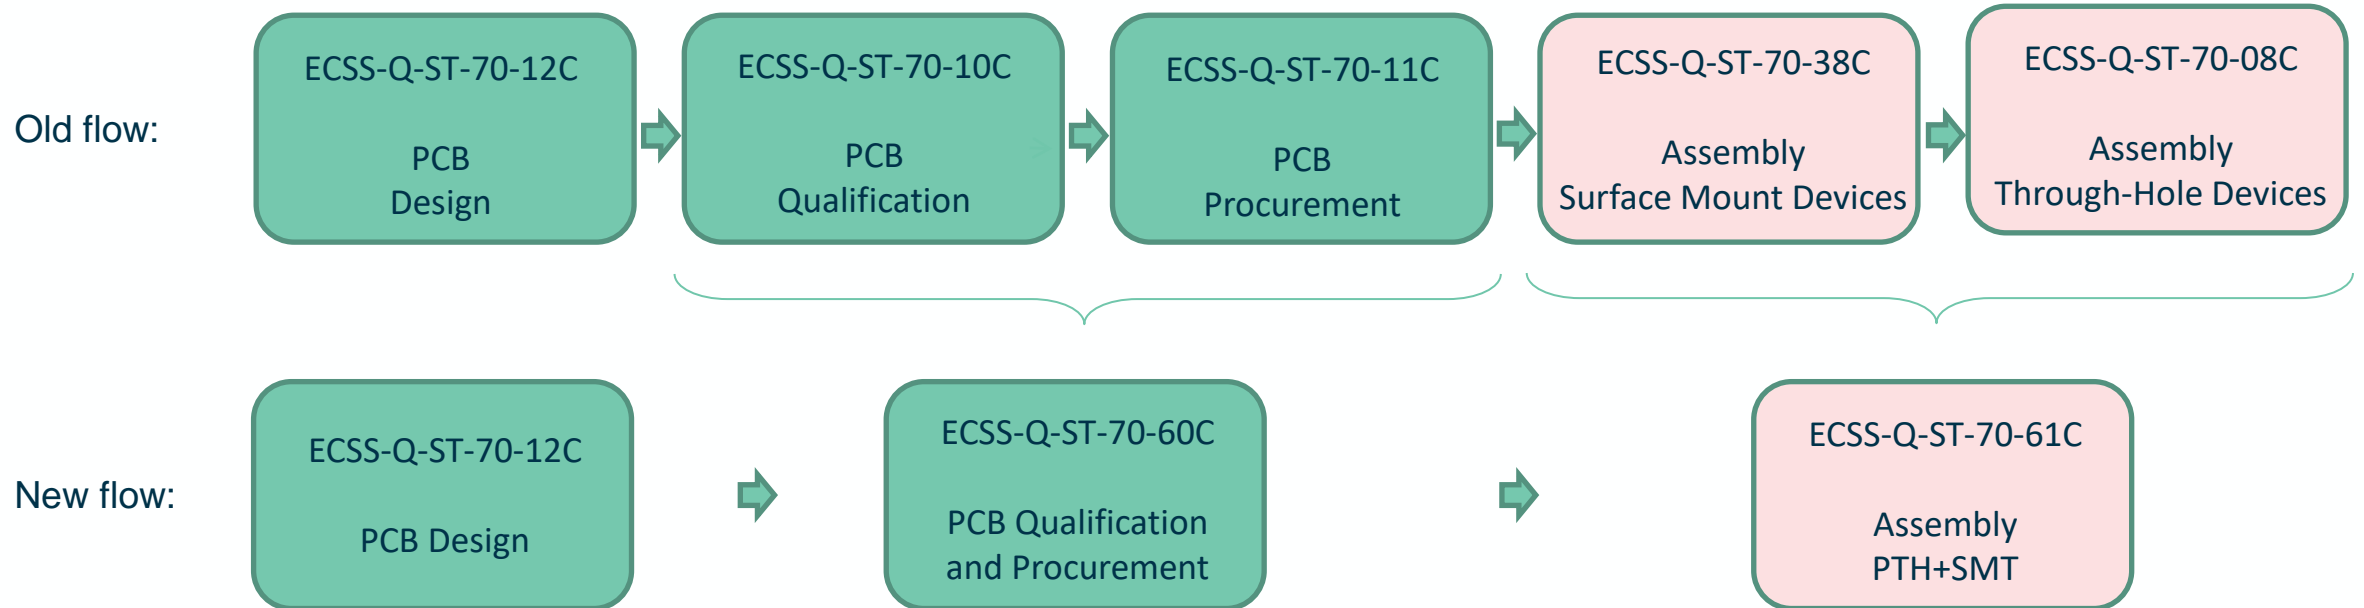 Old flow:
ECSS-Q-ST-70-12C
PCB
Design
ECSS-Q-ST-70-10C
PCB
Qualification
ECSS-Q-ST-70-11C
PCB
Procurement
ECSS-Q-ST-70-38C
Assembly
Surface Mount Devices
ECSS-Q-ST-70-08C
Assembly
Through-Hole Devices
New flow:
ECSS-Q-ST-70-12C
PCB Design
ECSS-Q-ST-70-60C
PCB Qualification
and Procurement
ECSS-Q-ST-70-61C
Assembly
PTH+SMT